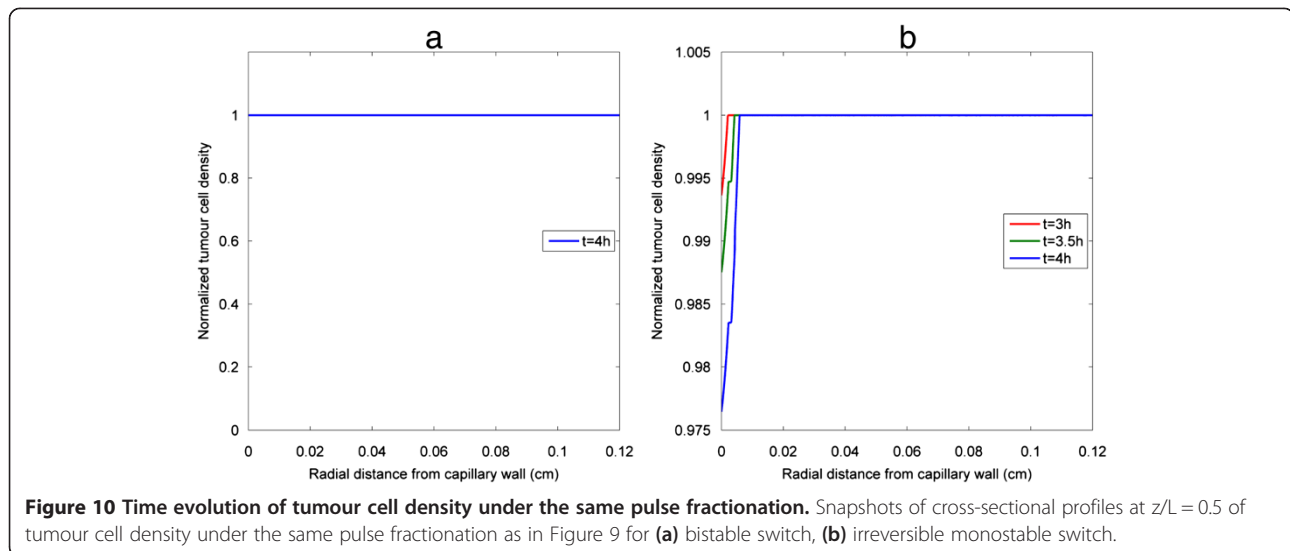 a
Normalized tumour cell density
1
0.8
0.6
0.4
0.2
0
0 0.02 0.04 0.06 0.08 0.1 0.12
Radial distance from capillary wall (cm)
t=4h
b
Normalized tumour cell density
1.005
1
0.995
0.99
0.985
0.98
0.975
0 0.02 0.04 0.06 0.08 0.1 0.12
Radial distance from capillary wall (cm)
t=3h
t=3.5h
t=4h
Figure 10 Time evolution of tumour cell density under the same pulse fractionation. Snapshots of cross-sectional profiles at z/L = 0.5 of
tumour cell density under the same pulse fractionation as in Figure 9 for (a) bistable switch, (b) irreversible monostable switch.